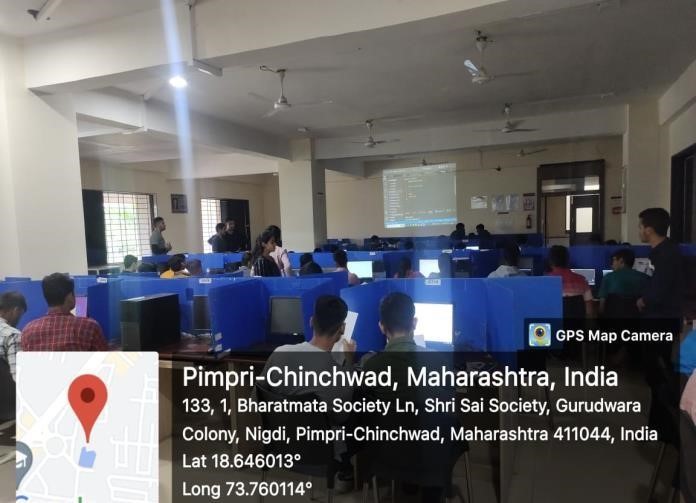 GPS Map Camera
Pimpri-Chinchwad, Maharashtra, India
133, 1, Bharatmata Society Ln, Shri Sai Society, Gurudwara
Colony, Nigdi, Pimpri-Chinchwad, Maharashtra 411044, India
Lat 18.646013°
Long 73.760114°